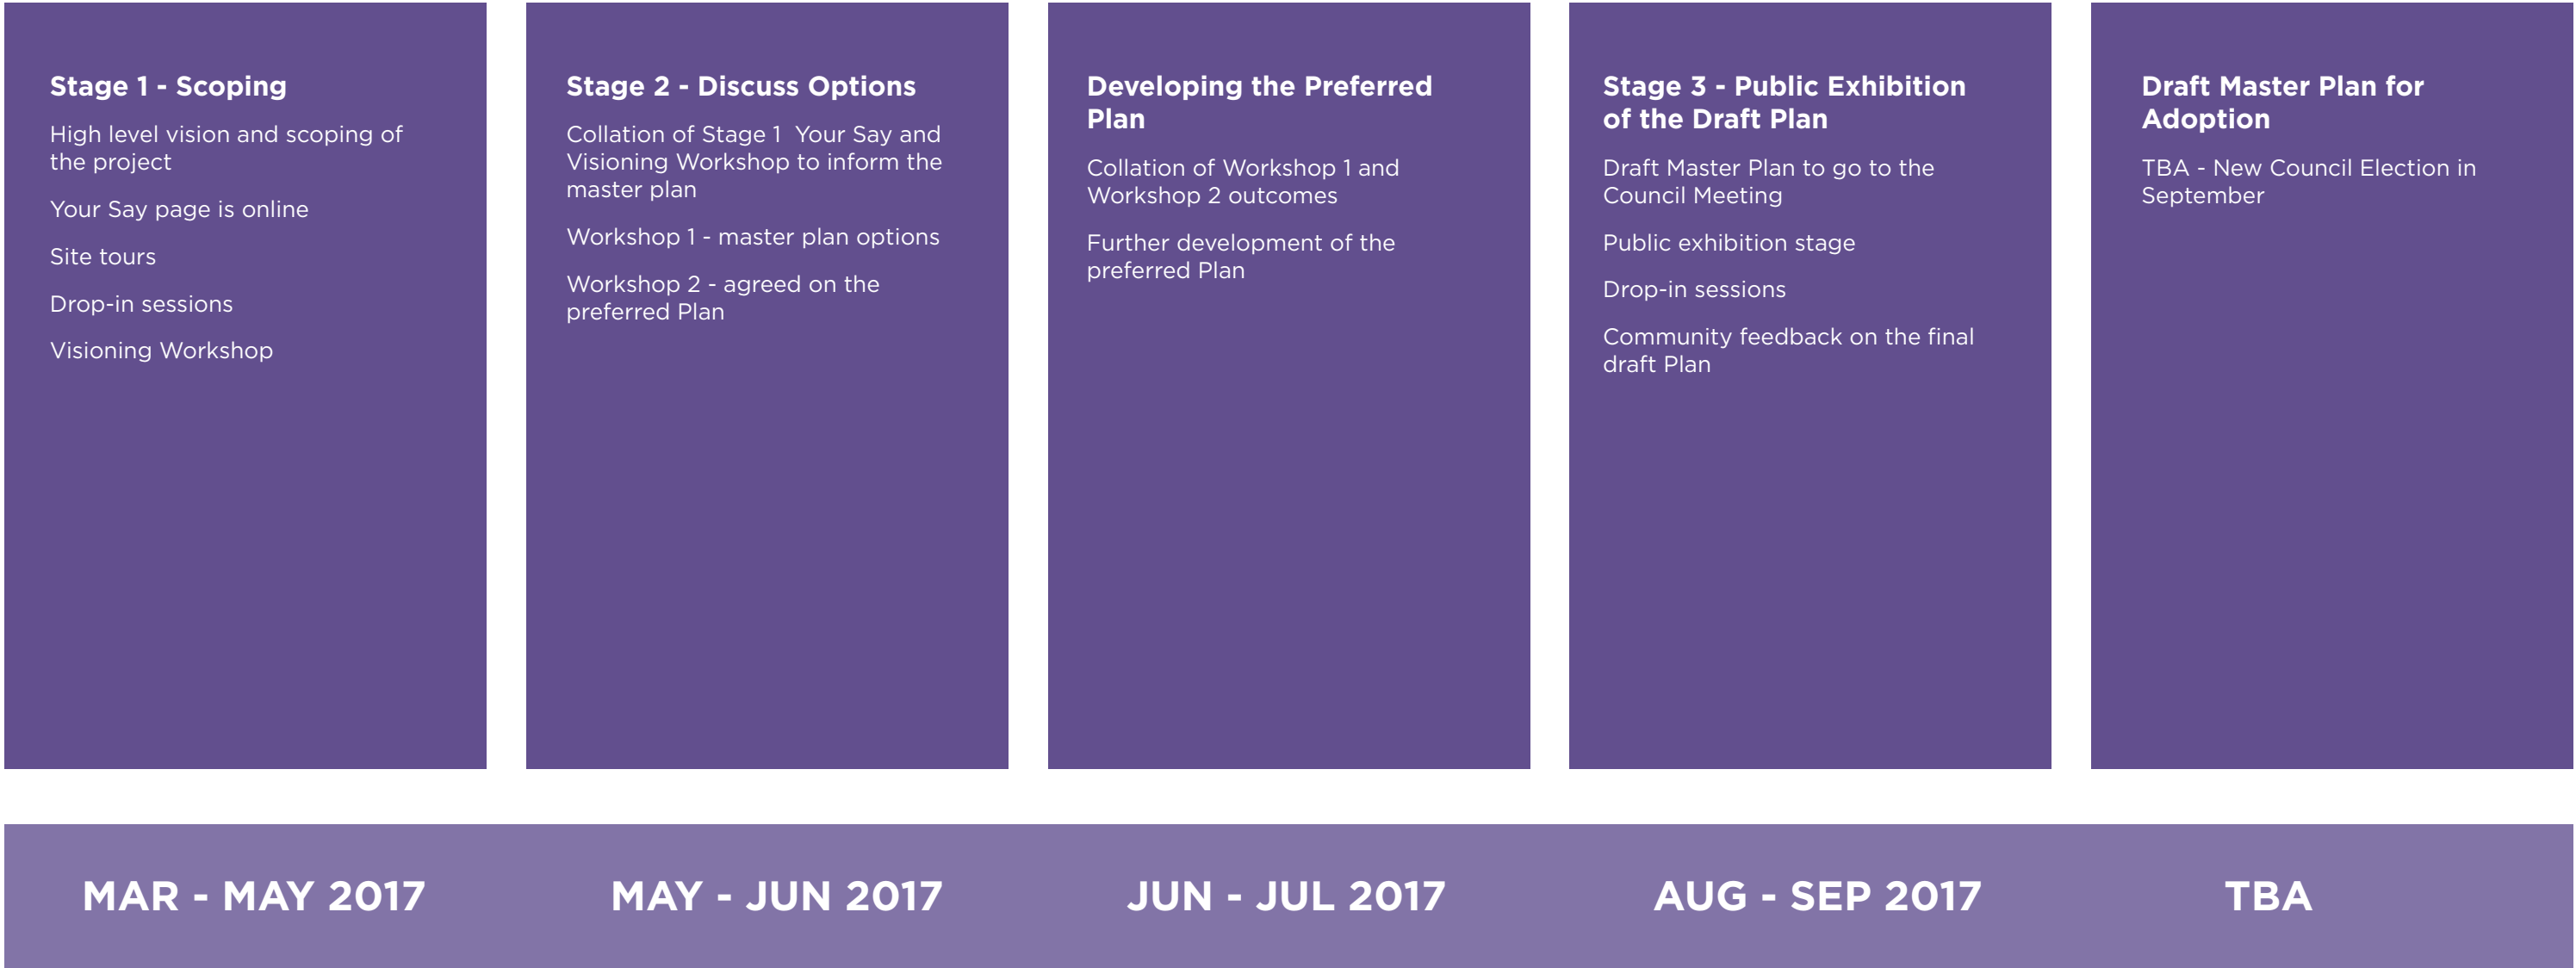 Stage 1 - Scoping
High level vision and scoping of
the project
Your Say page is online
Site tours
Drop-in sessions
Visioning Workshop
Stage 2 - Discuss Options
Collation of Stage 1  Your Say and
Visioning Workshop to inform the
master plan
Workshop 1 - master plan options
Workshop 2 - agreed on the
preferred Plan
Developing the Preferred
Plan
Collation of Workshop 1 and
Workshop 2 outcomes
Further development of the
preferred Plan
Stage 3 - Public Exhibition
of the Draft Plan
Draft Master Plan to go to the
Council Meeting
Public exhibition stage
Drop-in sessions
Community feedback on the final
draft Plan
Draft Master Plan for
Adoption
TBA - New Council Election in
September
MAR - MAY 2017
MAY - JUN 2017
JUN - JUL 2017
AUG - SEP 2017
TBA